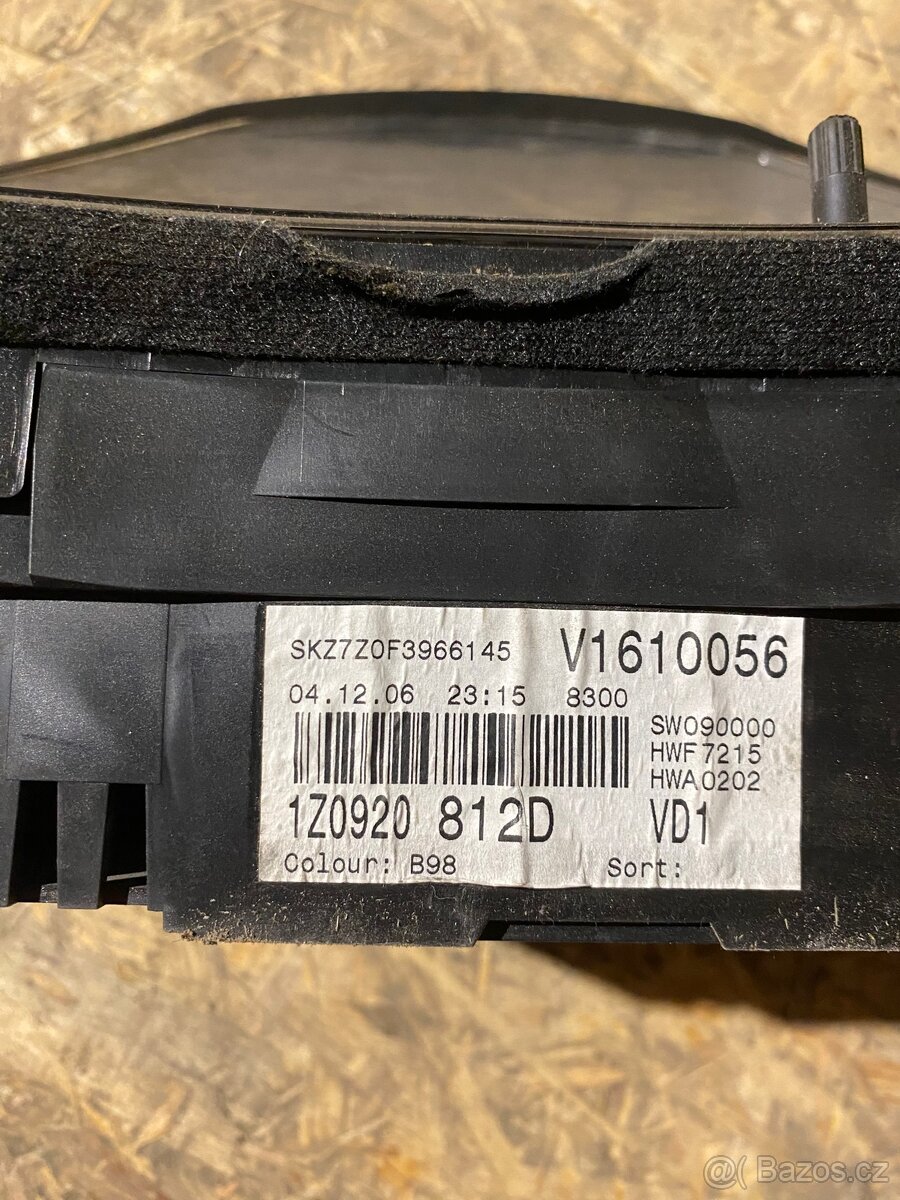 SKZ7Z0F3966145 V1610056
04.12.06 23:15 8300
SW090000
HWF7215
HWA0202
1Z0920 812D VD1
Colour: B98 Sort:
@( Bazos.cz